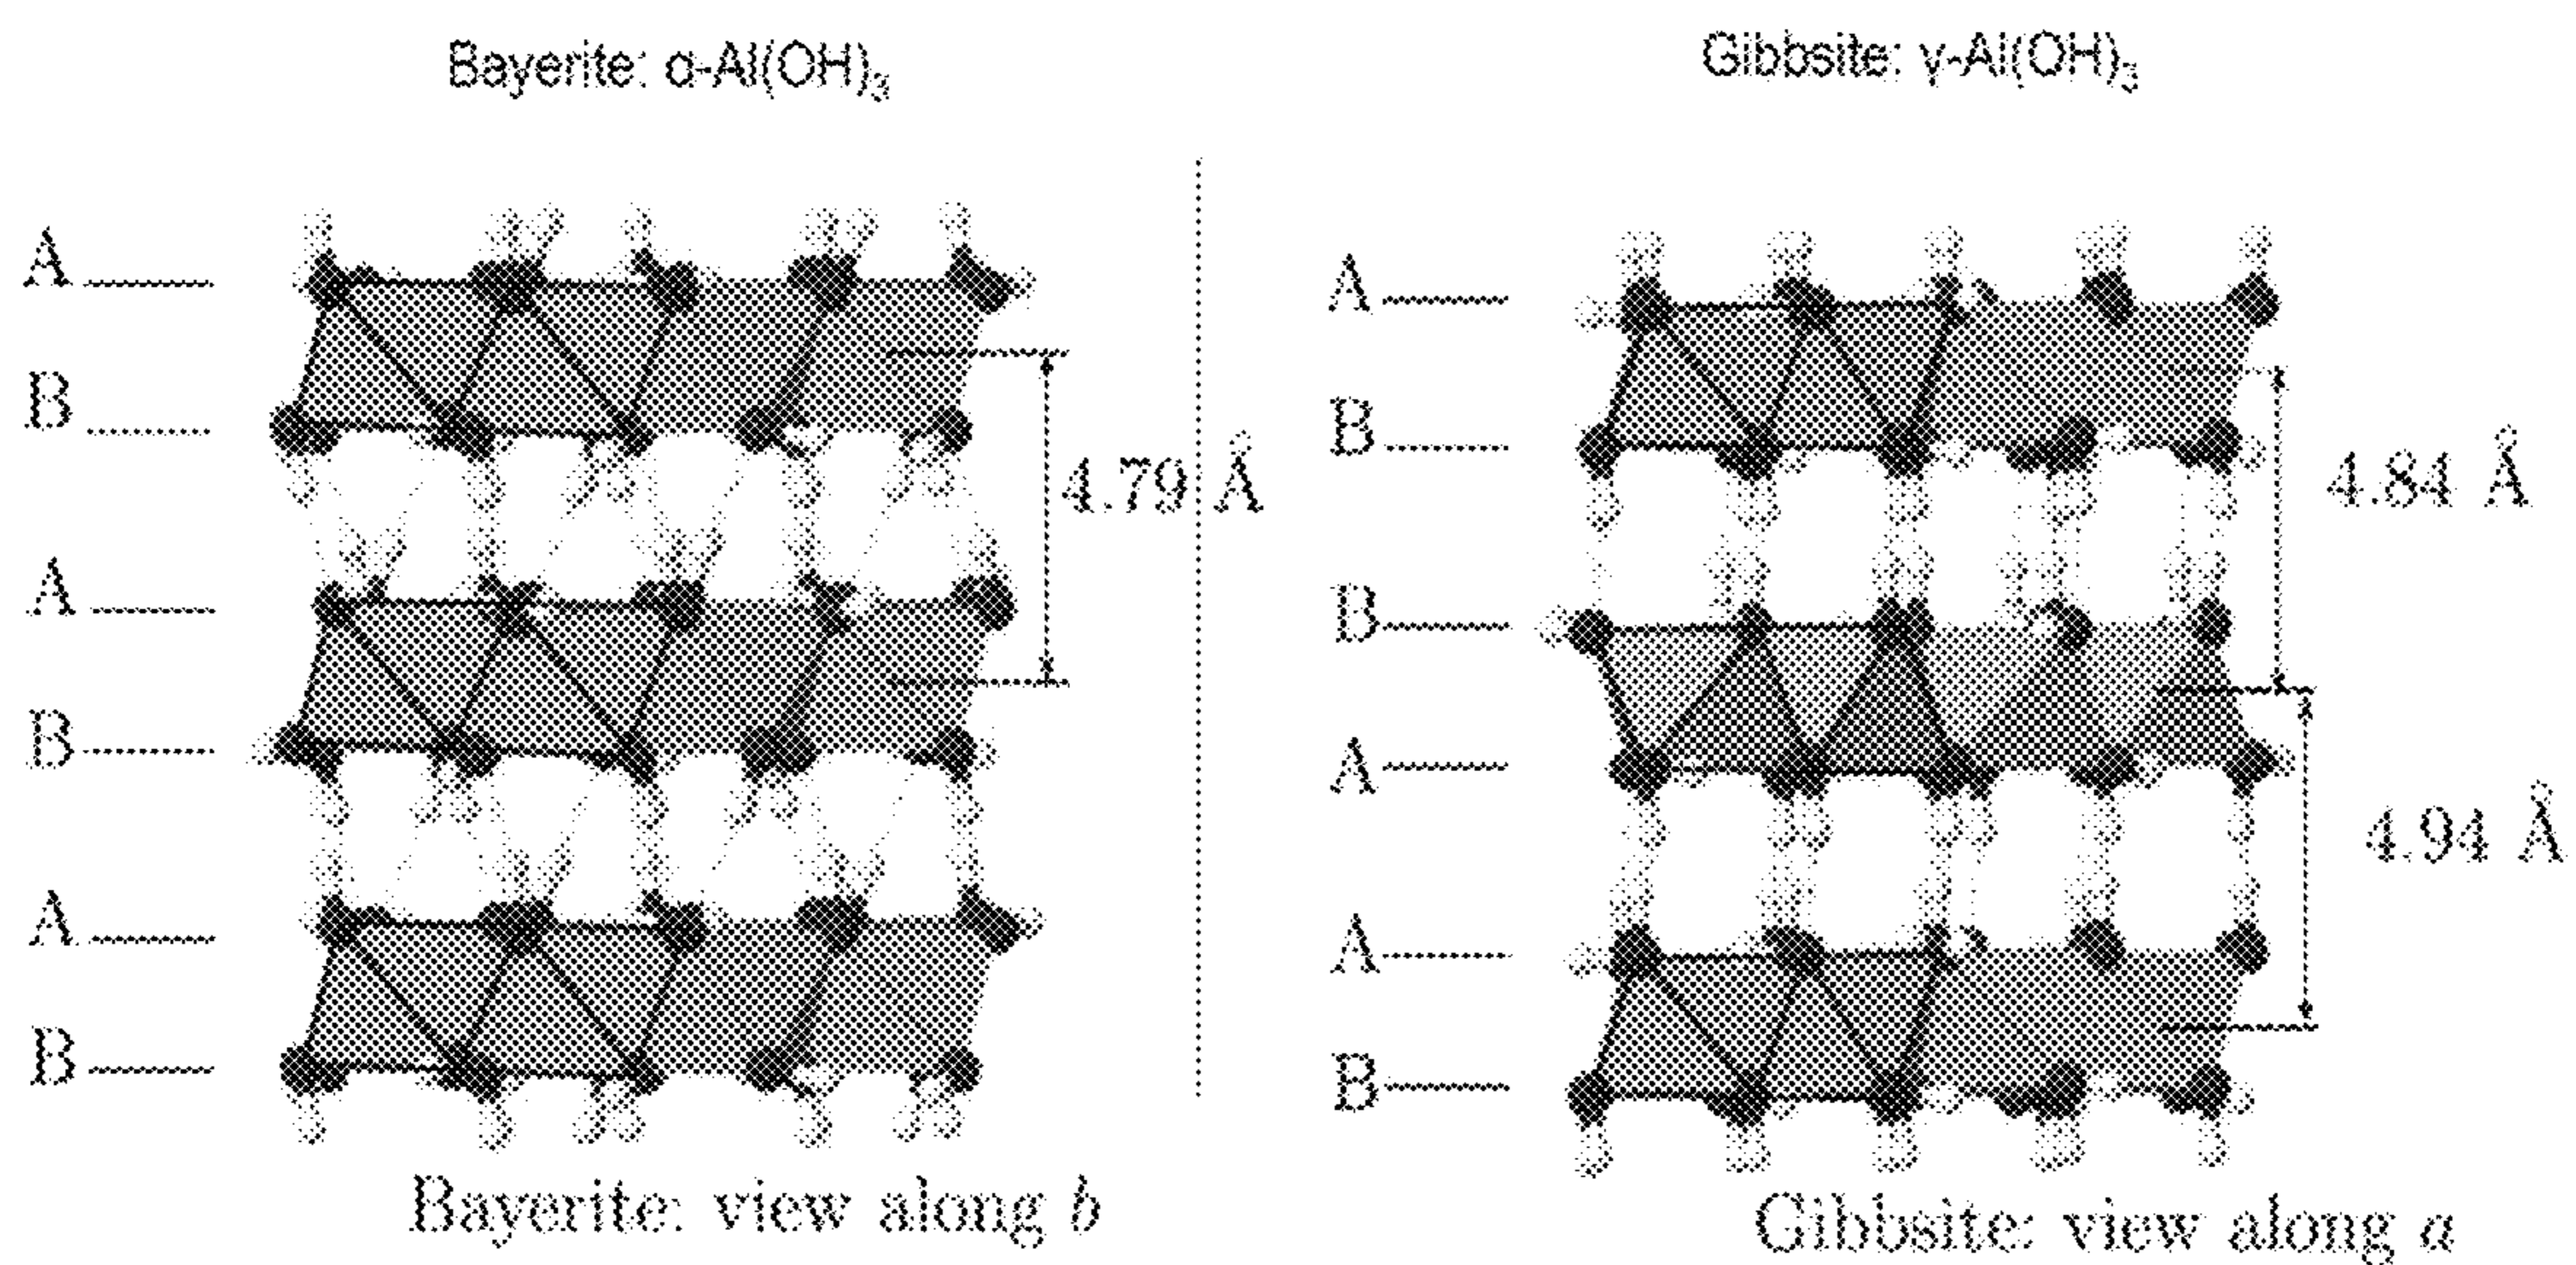 Bayerite: α-Al(OH)₃
A
B
4.79 Å
A
B
A
B
Bayerite: view along b
Gibbsite: γ-Al(OH)₃
A
B
4.84 Å
B
A
4.94 Å
A
B
Gibbsite: view along a